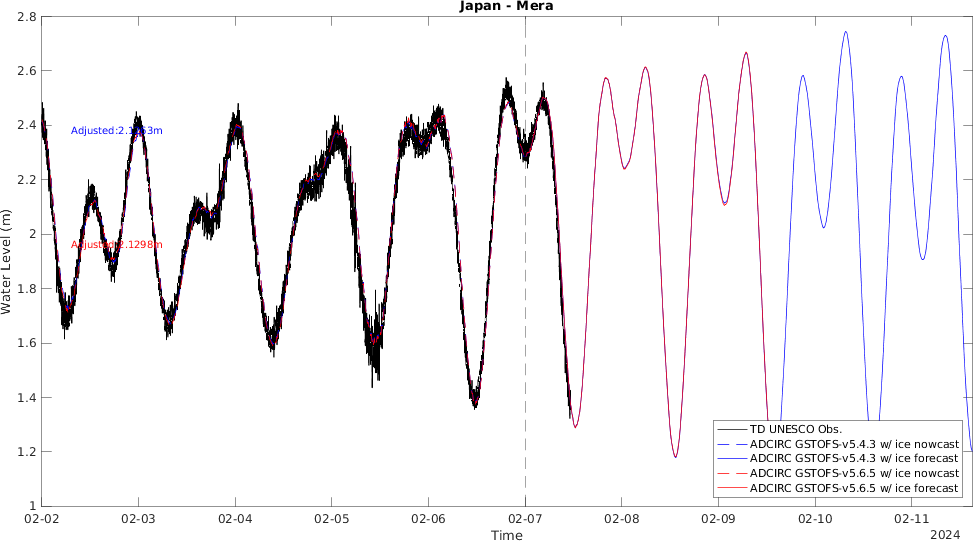 Japan - Mera
2.8
2.6
2.4
2.2
2
1.8
1.6
1.4
1.2
1
Water Level (m)
Adjusted:2.1298m
TD UNESCO Obs.
ADCIRC GSTOFS-v5.4.3 w/ ice nowcast
ADCIRC GSTOFS-v5.4.3 w/ ice forecast
ADCIRC GSTOFS-v5.6.5 w/ ice nowcast
ADCIRC GSTOFS-v5.6.5 w/ ice forecast
02-02 02-03 02-04 02-05 02-06 02-07 02-08 02-09 02-10 02-11
Time
2024